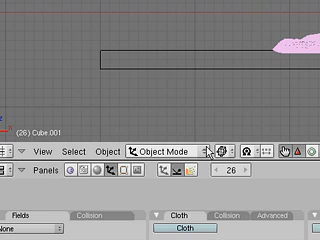 (26) Cube.001
View Select Object Object Mode
Panels 26
Fields Collision Cloth Collision Advanced
None Cloth